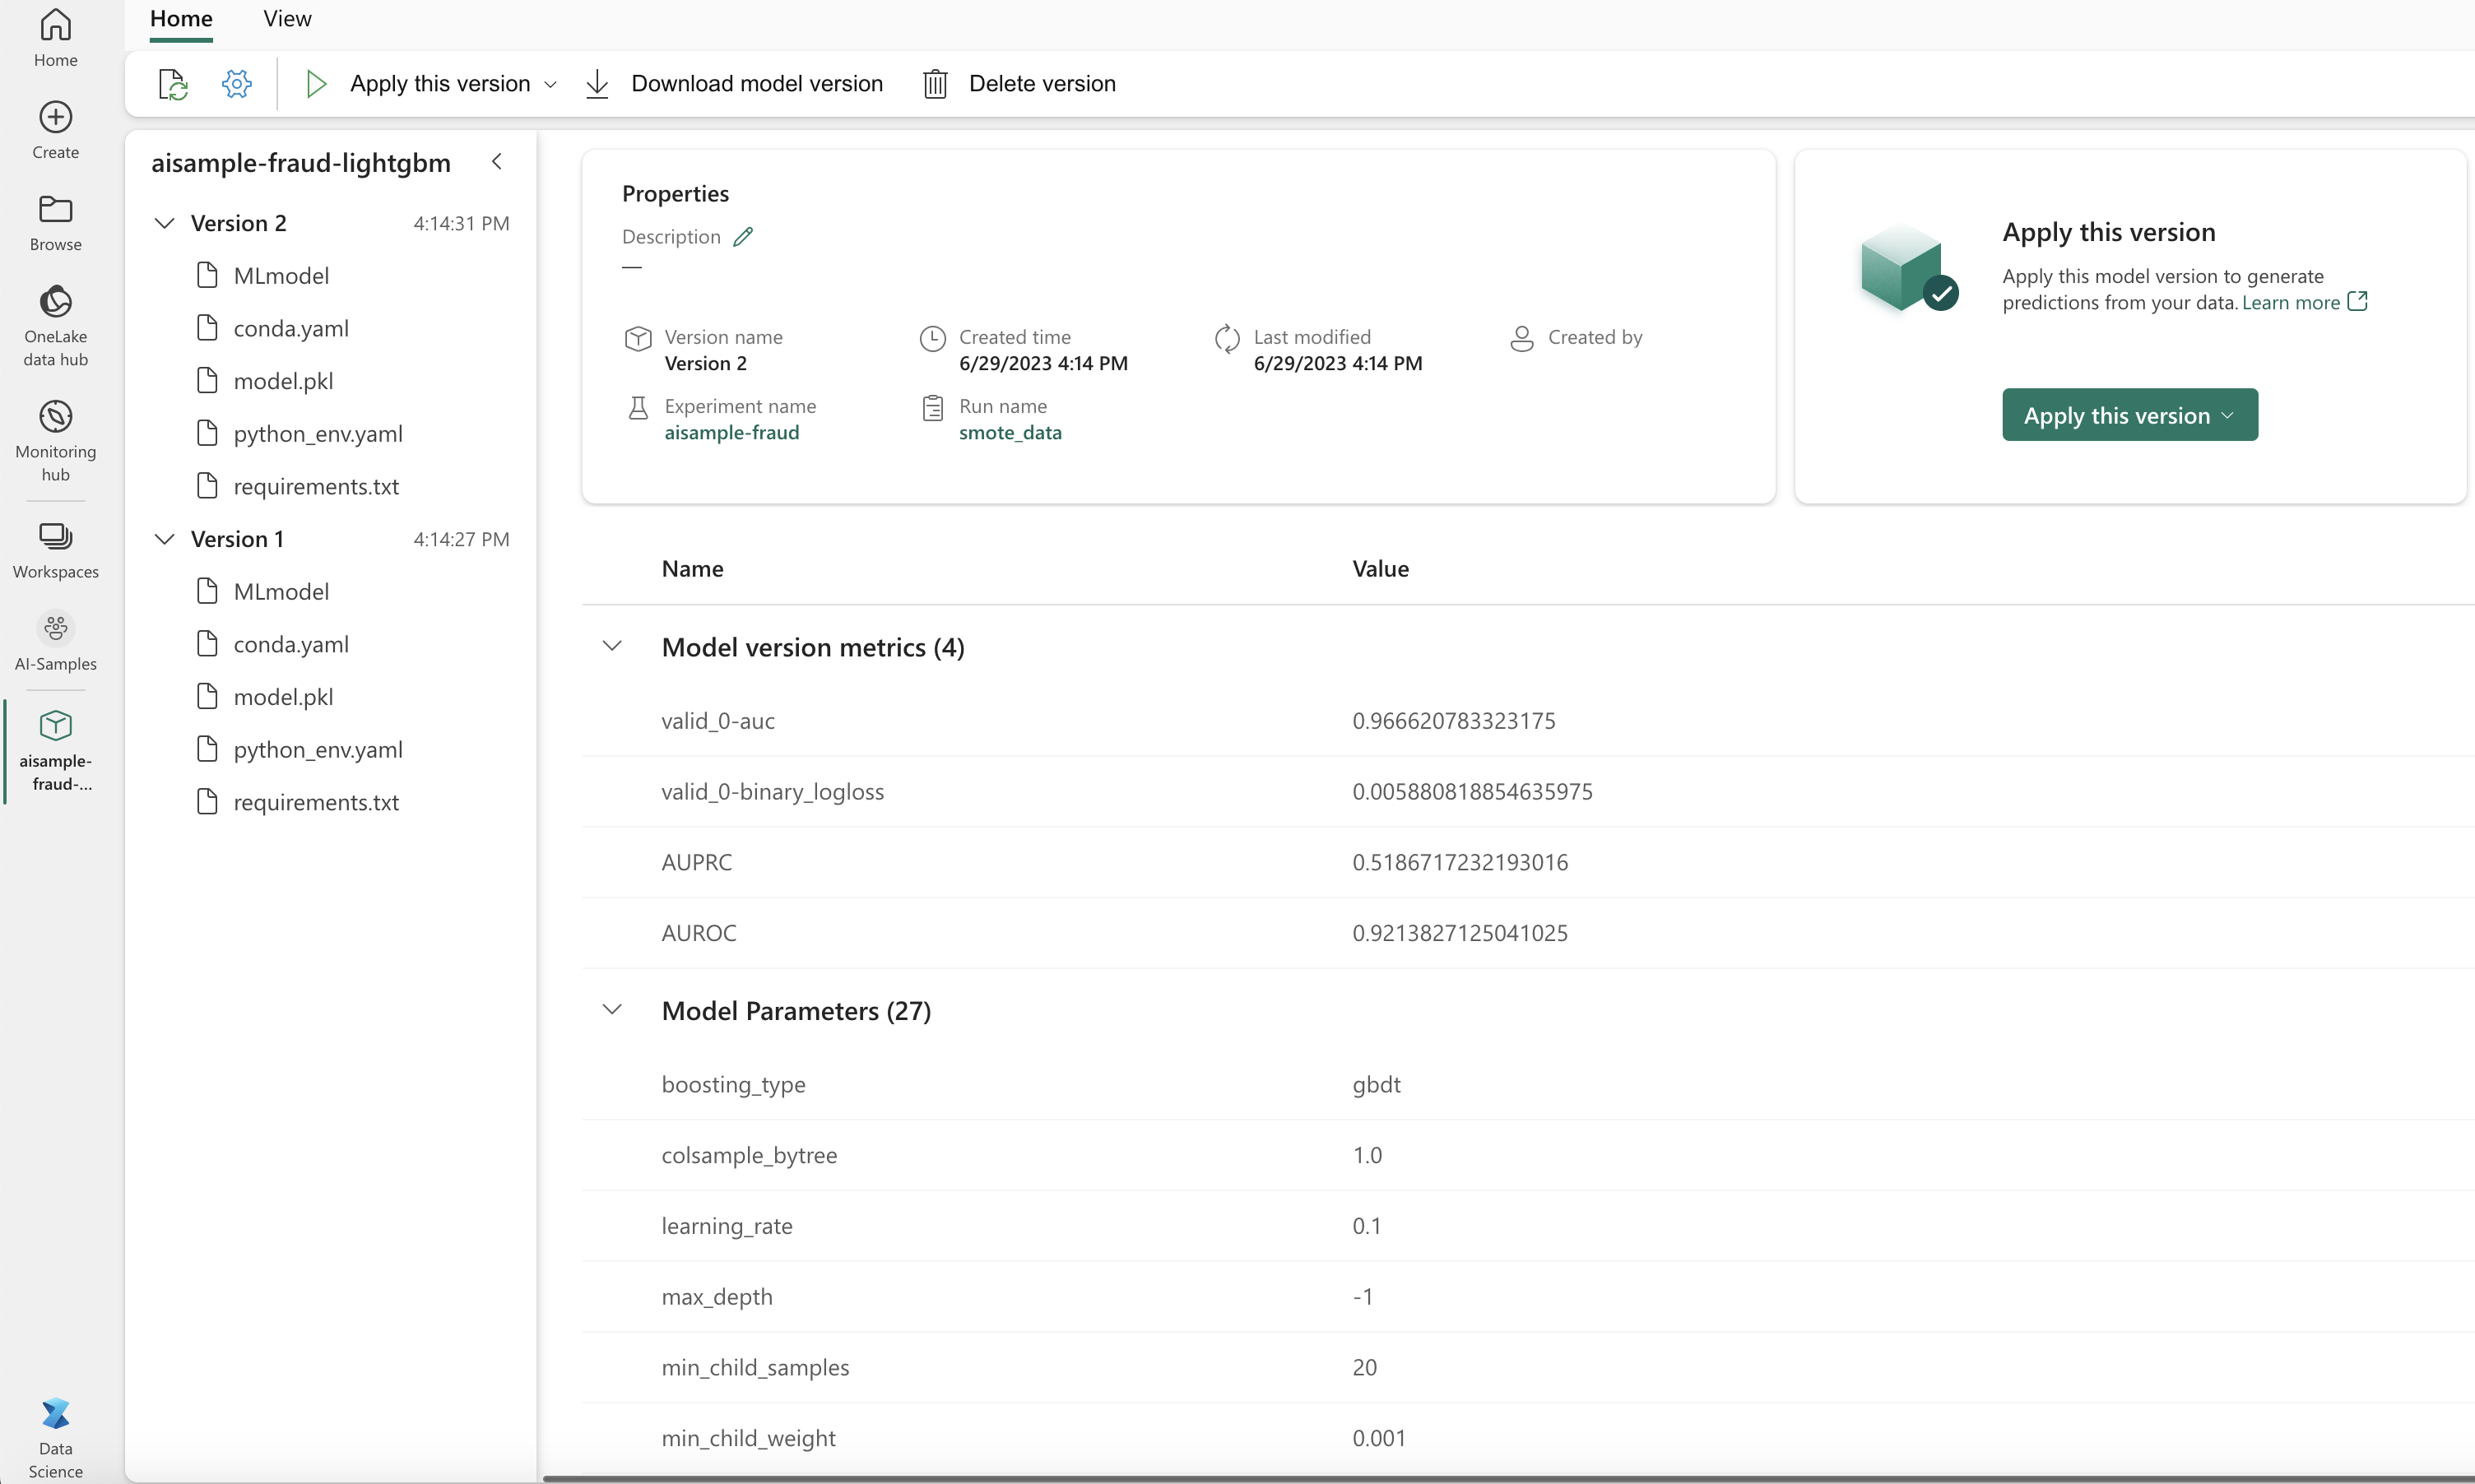 Home
View
Apply this version
Download model version
Delete version
Home
Create
Browse
OneLake
data hub
Monitoring
hub
Workspaces
AI-Samples
aisample-
fraud-...
Data
Science
aisample-fraud-lightgbm
Version 2 4:14:31 PM
MLmodel
conda.yaml
model.pkl
python_env.yaml
requirements.txt
Version 1 4:14:27 PM
MLmodel
conda.yaml
model.pkl
python_env.yaml
requirements.txt
Properties
Description
—
Version name
Version 2
Created time
6/29/2023 4:14 PM
Last modified
6/29/2023 4:14 PM
Created by
Experiment name
aisample-fraud
Run name
smote_data
Apply this version
Apply this model version to generate
predictions from your data. Learn more
Apply this version
Name Value
Model version metrics (4)
valid_0-auc 0.966620783323175
valid_0-binary_logloss 0.005880818854635975
AUPRC 0.5186717232193016
AUROC 0.9213827125041025
Model Parameters (27)
boosting_type gbdt
colsample_bytree 1.0
learning_rate 0.1
max_depth -1
min_child_samples 20
min_child_weight 0.001